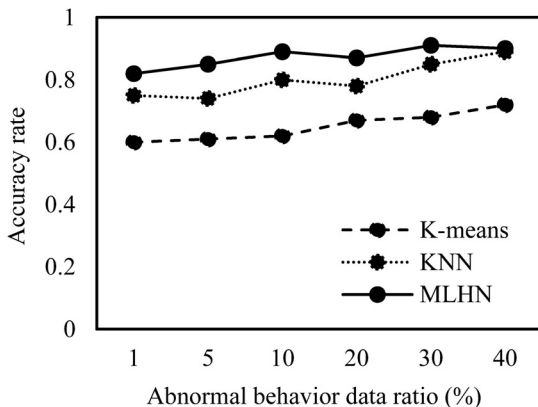 1
0.8
0.6
0.4
0.2
0
Accuracy rate
K-means
KNN
MLHN
1 5 10 20 30 40
Abnormal behavior data ratio (%)